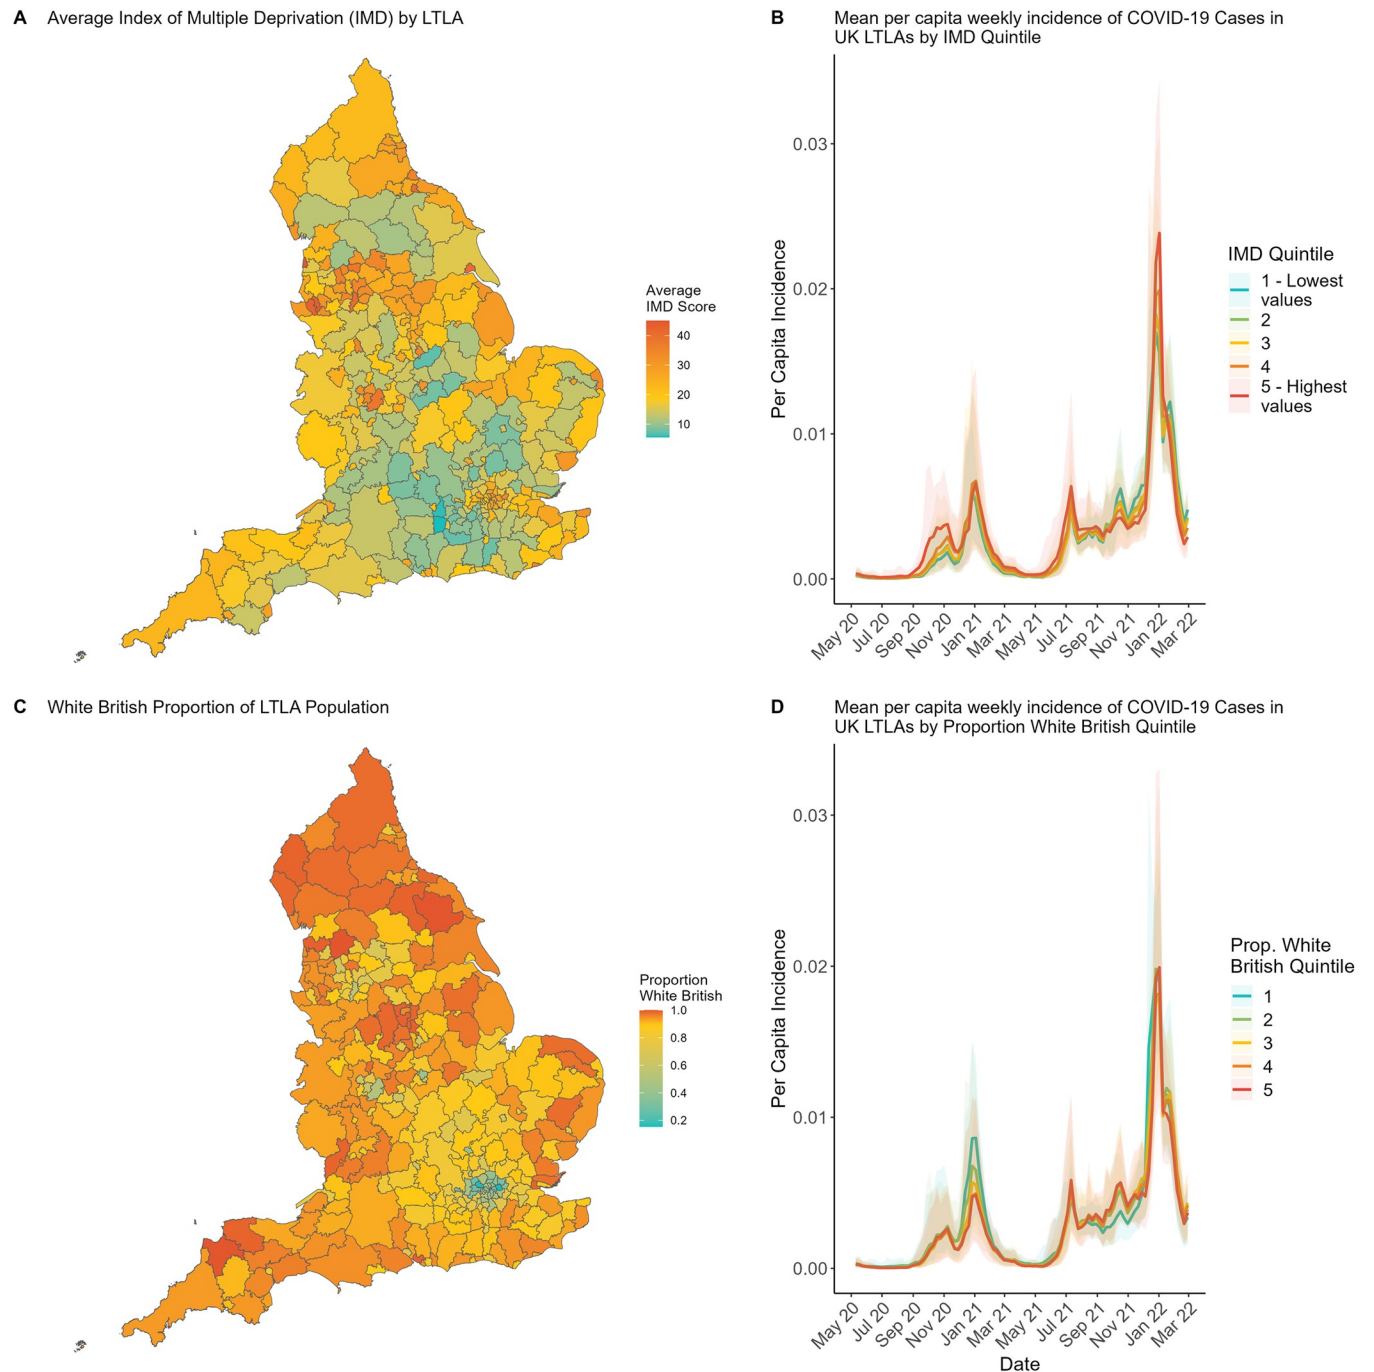 A Average Index of Multiple Deprivation (IMD) by LTLA
Average
IMD Score
40
30
20
10
B Mean per capita weekly incidence of COVID-19 Cases in
UK LTLAs by IMD Quintile
Per Capita Incidence
0.03
0.02
0.01
0.00
May 20 Jul 20 Sep 20 Nov 20 Jan 21 Mar 21 May 21 Jul 21 Sep 21 Nov 21 Jan 22 Mar 22
IMD Quintile
1 - Lowest
values
2
3
4
5 - Highest
values
C White British Proportion of LTLA Population
Proportion
White British
1.0
0.8
0.6
0.4
0.2
D Mean per capita weekly incidence of COVID-19 Cases in
UK LTLAs by Proportion White British Quintile
Per Capita Incidence
0.03
0.02
0.01
0.00
May 20 Jul 20 Sep 20 Nov 20 Jan 21 Mar 21 May 21 Jul 21 Sep 21 Nov 21 Jan 22 Mar 22
Date
Prop. White
British Quintile
1
2
3
4
5